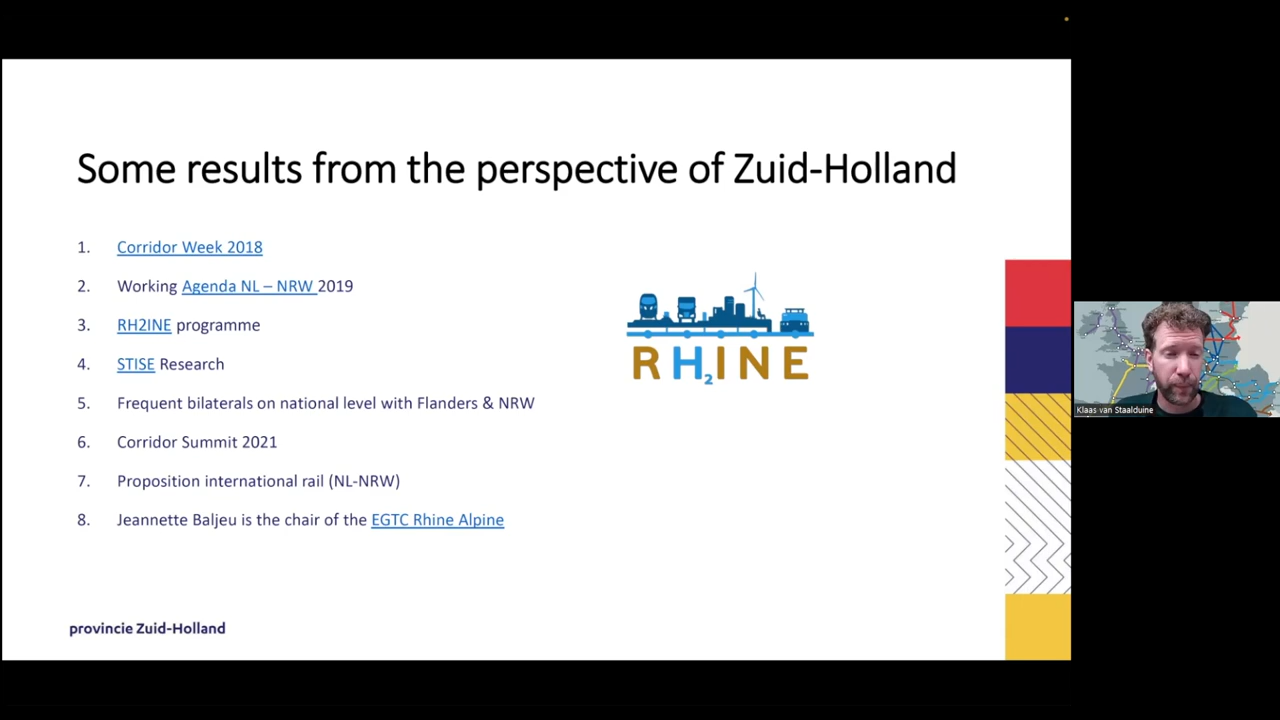 Some results from the perspective of Zuid-Holland
1. Corridor Week 2018
2. Working Agenda NL – NRW 2019
3. RH2INE programme
4. STISE Research
5. Frequent bilaterals on national level with Flanders & NRW
6. Corridor Summit 2021
7. Proposition international rail (NL-NRW)
8. Jeannette Baljeu is the chair of the EGTC Rhine Alpine
RH₂INE
provincie Zuid-Holland
Klaas van Staalduine